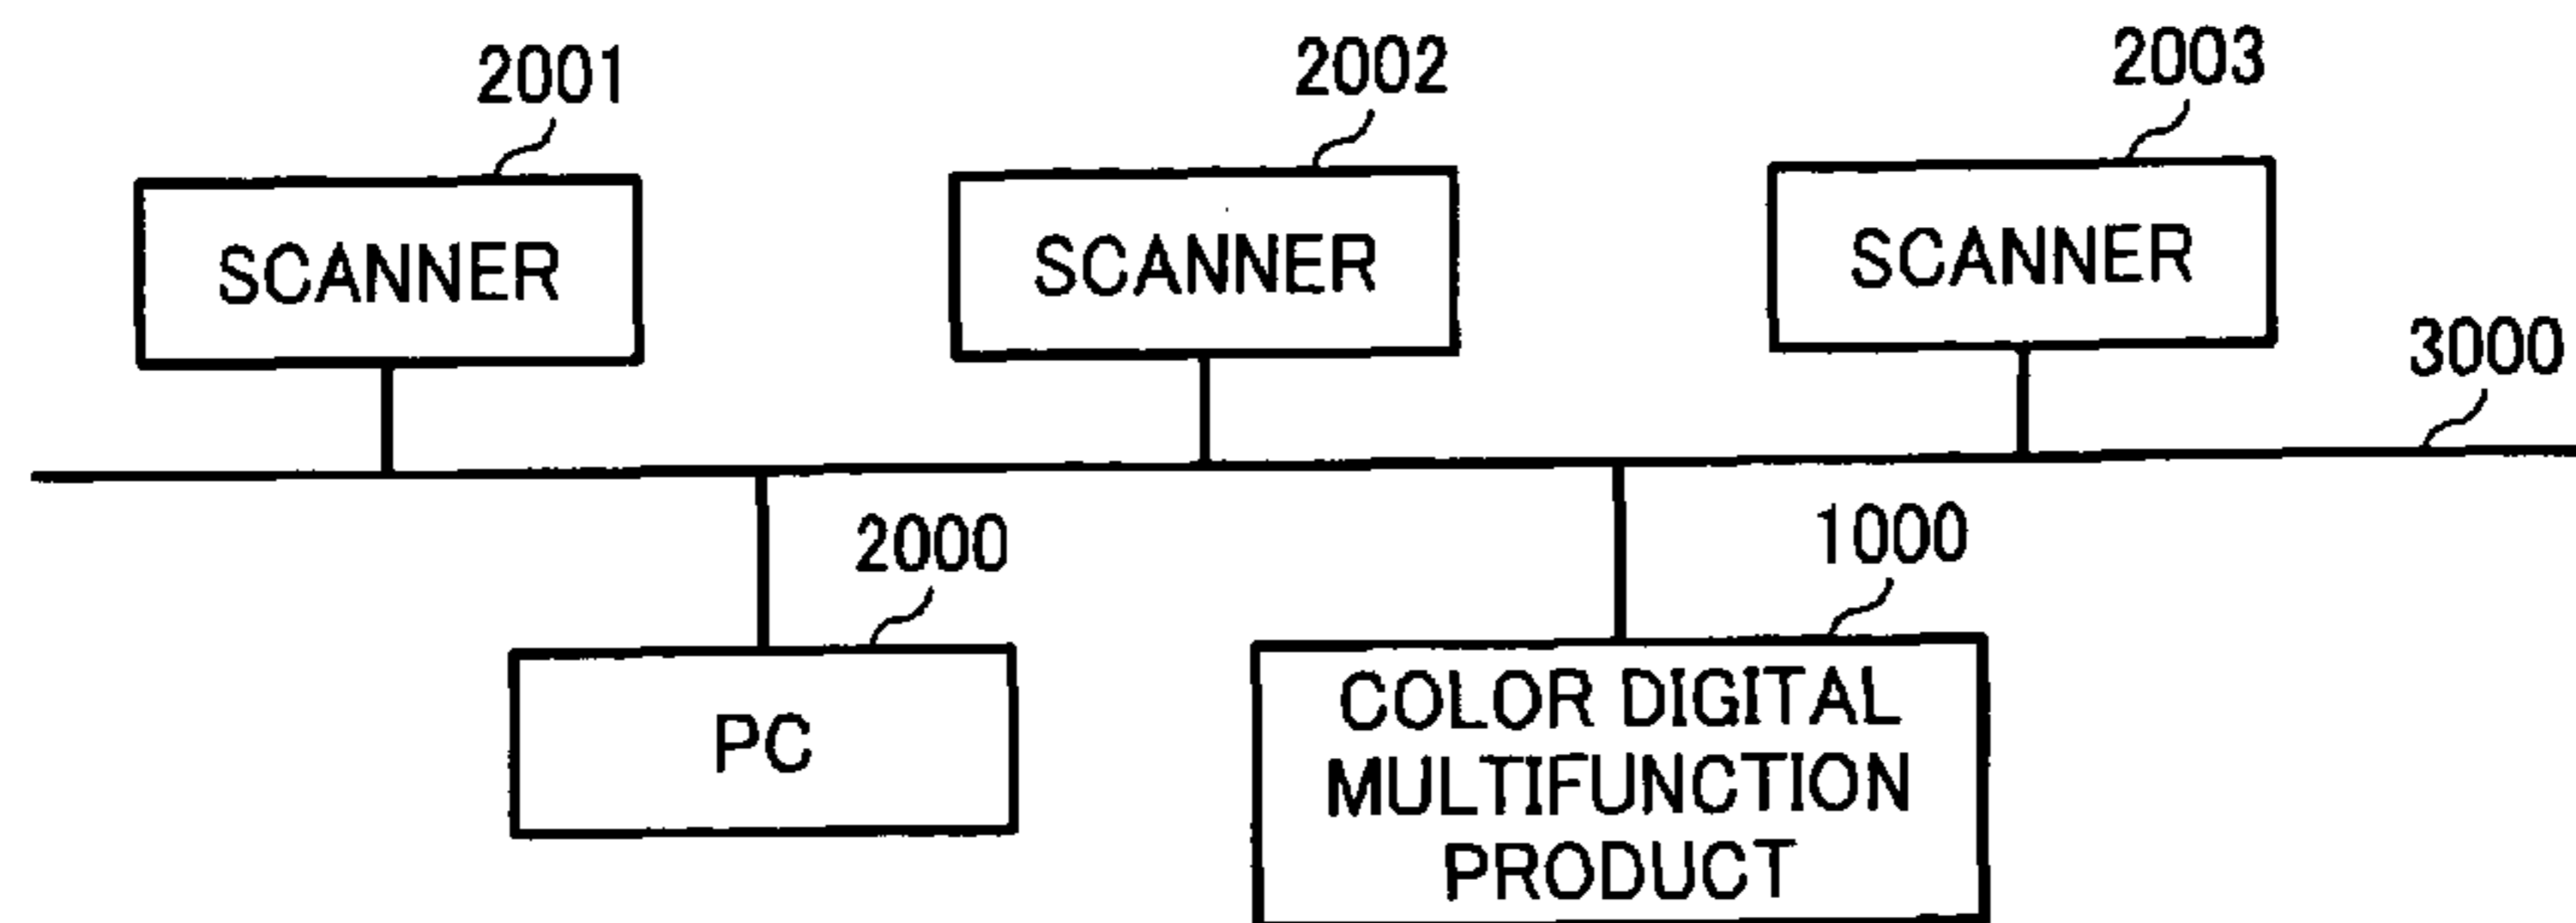 2001
2002
2003
SCANNER
SCANNER
SCANNER
3000
2000
1000
PC
COLOR DIGITAL
MULTIFUNCTION
PRODUCT